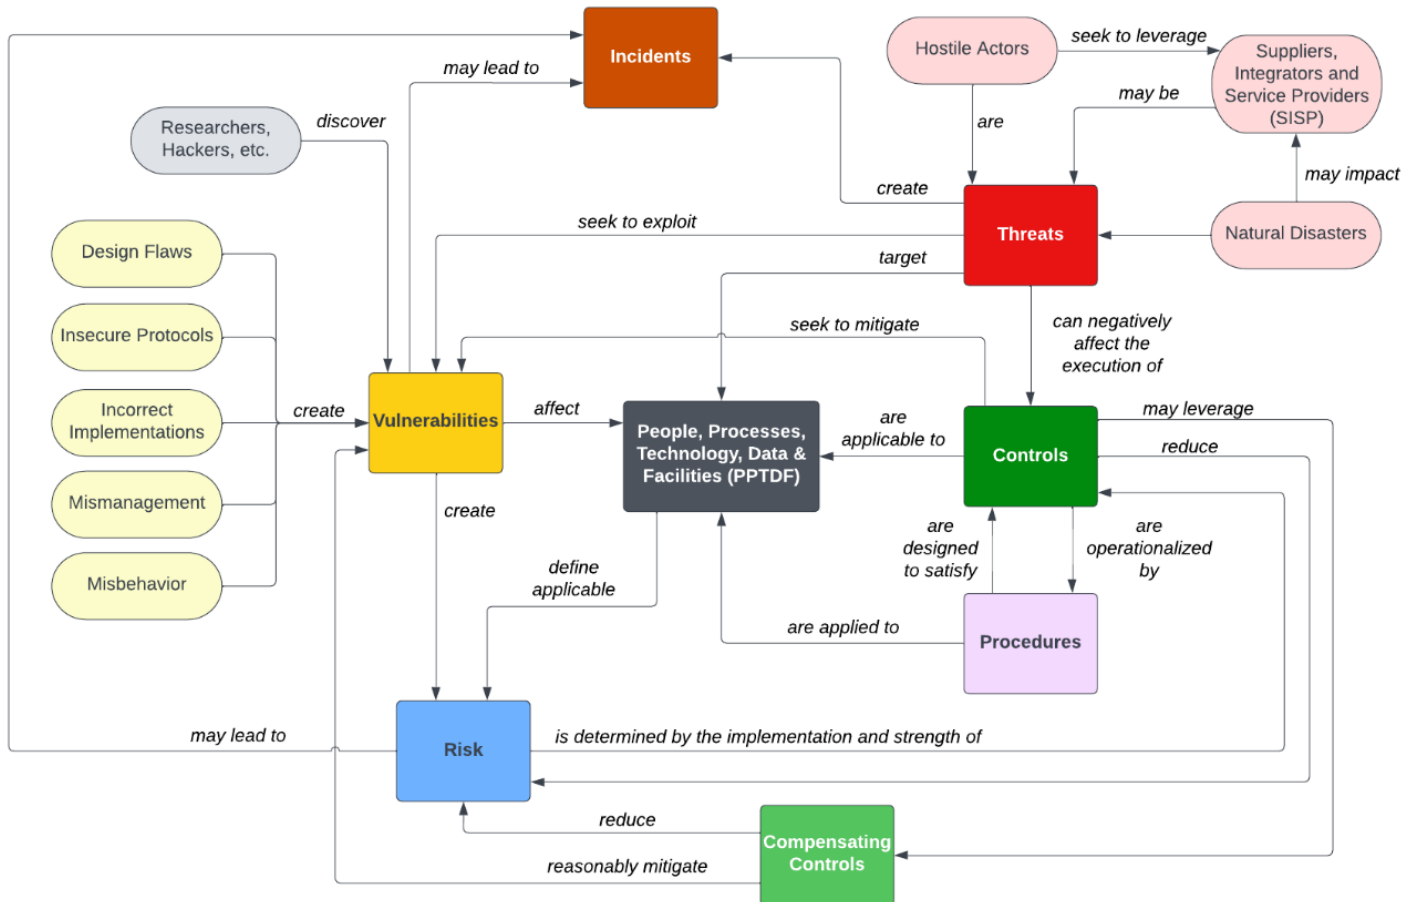 Incidents
Hostile Actors
seek to leverage
Suppliers,
Integrators and
Service Providers
(SISP)
may lead to
may be
discover
Researchers,
Hackers, etc.
are
may impact
create
seek to exploit
Threats
Natural Disasters
Design Flaws
target
seek to mitigate
can negatively
affect the
execution of
Insecure Protocols
Incorrect
Implementations
create
Vulnerabilities
affect
People, Processes,
Technology, Data &
Facilities (PPTDF)
are
applicable to
Controls
may leverage
reduce
Mismanagement
create
are
designed
to satisfy
are
operationalized
by
Misbehavior
define
applicable
are applied to
Procedures
may lead to
Risk
is determined by the implementation and strength of
reduce
Compensating
Controls
reasonably mitigate